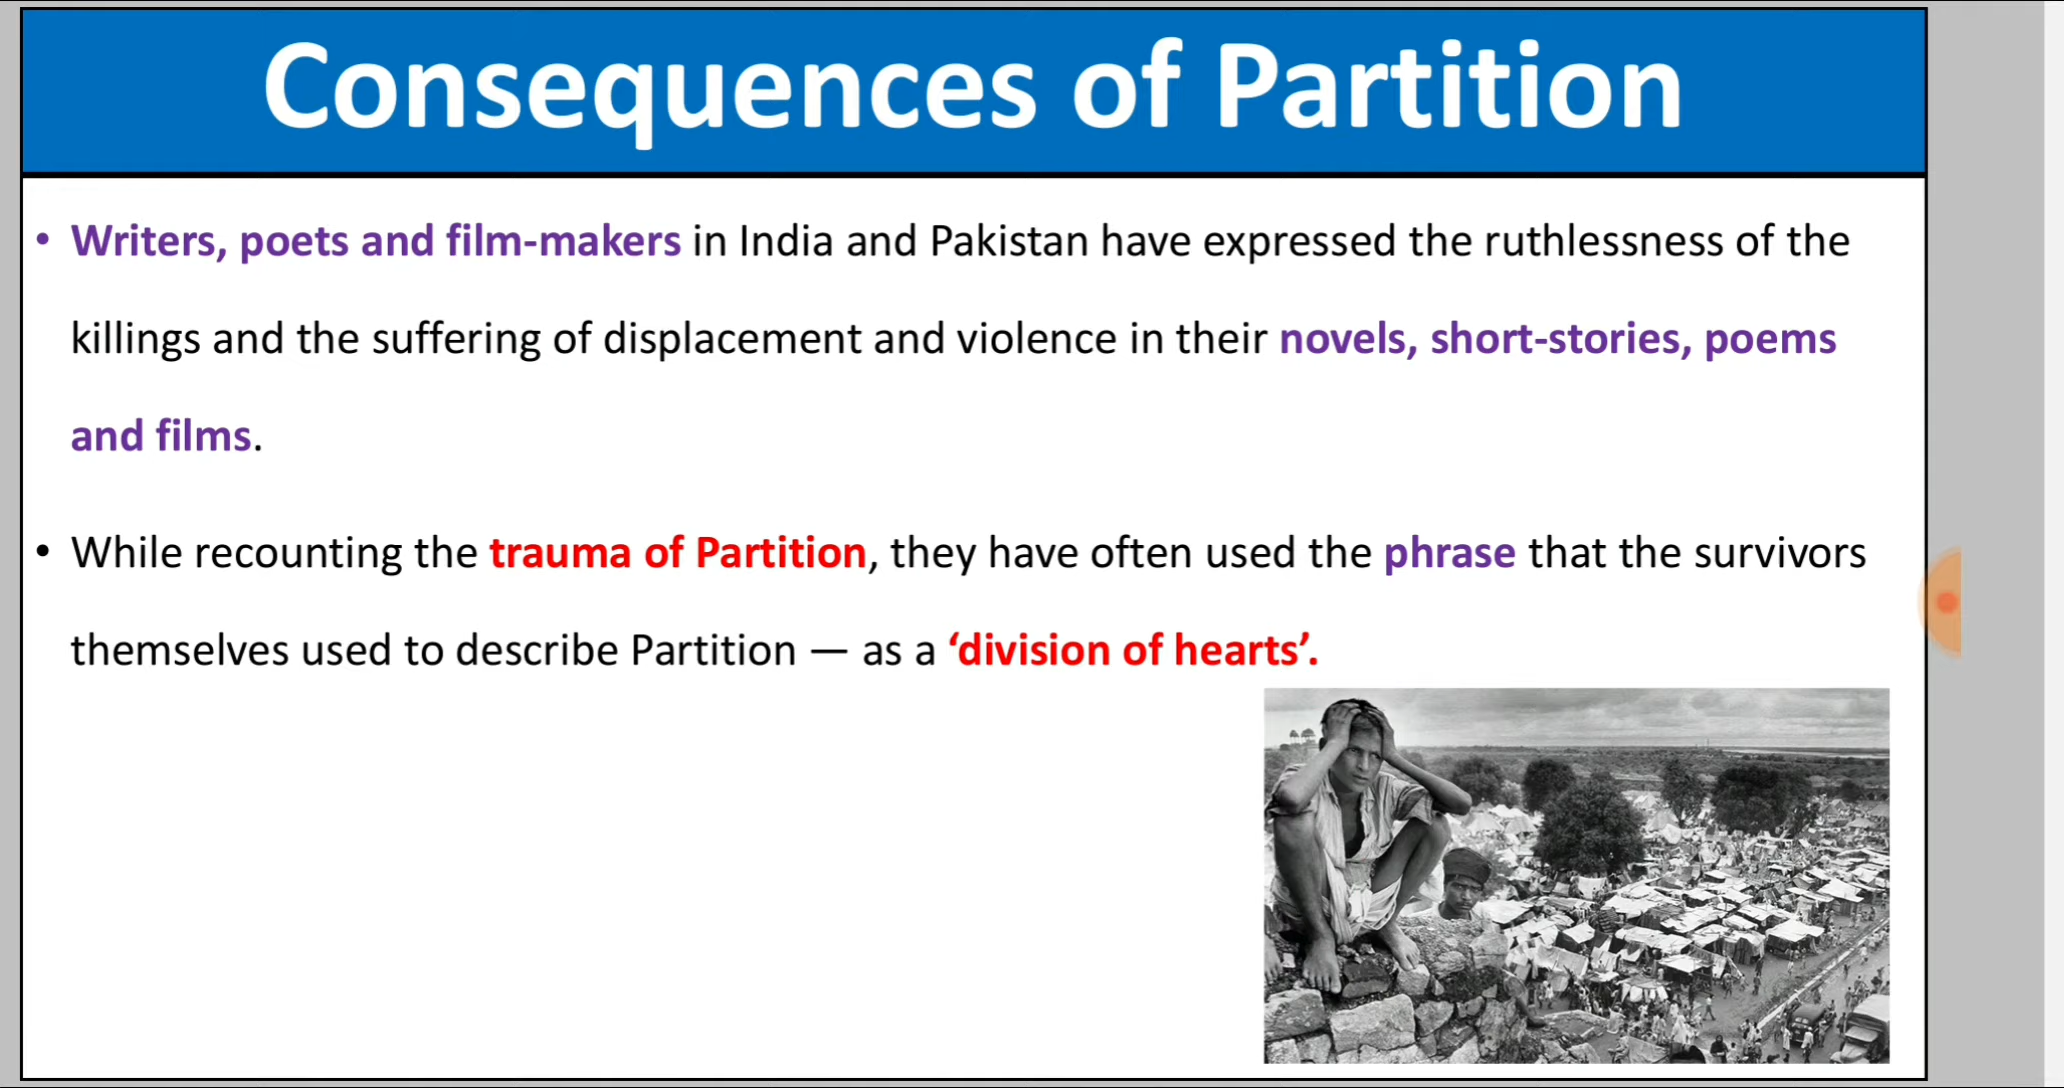 Consequences of Partition
• Writers, poets and film-makers in India and Pakistan have expressed the ruthlessness of the
killings and the suffering of displacement and violence in their novels, short-stories, poems
and films.
• While recounting the trauma of Partition, they have often used the phrase that the survivors
themselves used to describe Partition — as a ‘division of hearts’.